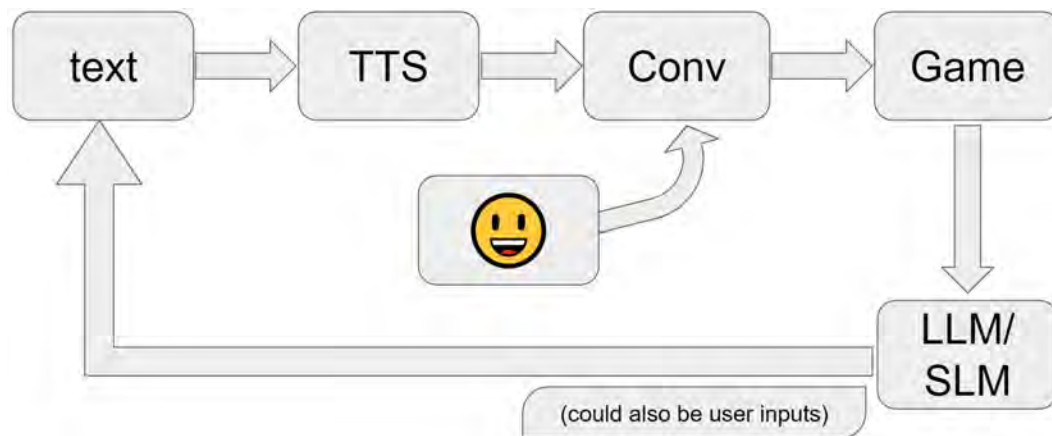 text
TTS
Conv
Game
LLM/
SLM
(could also be user inputs)